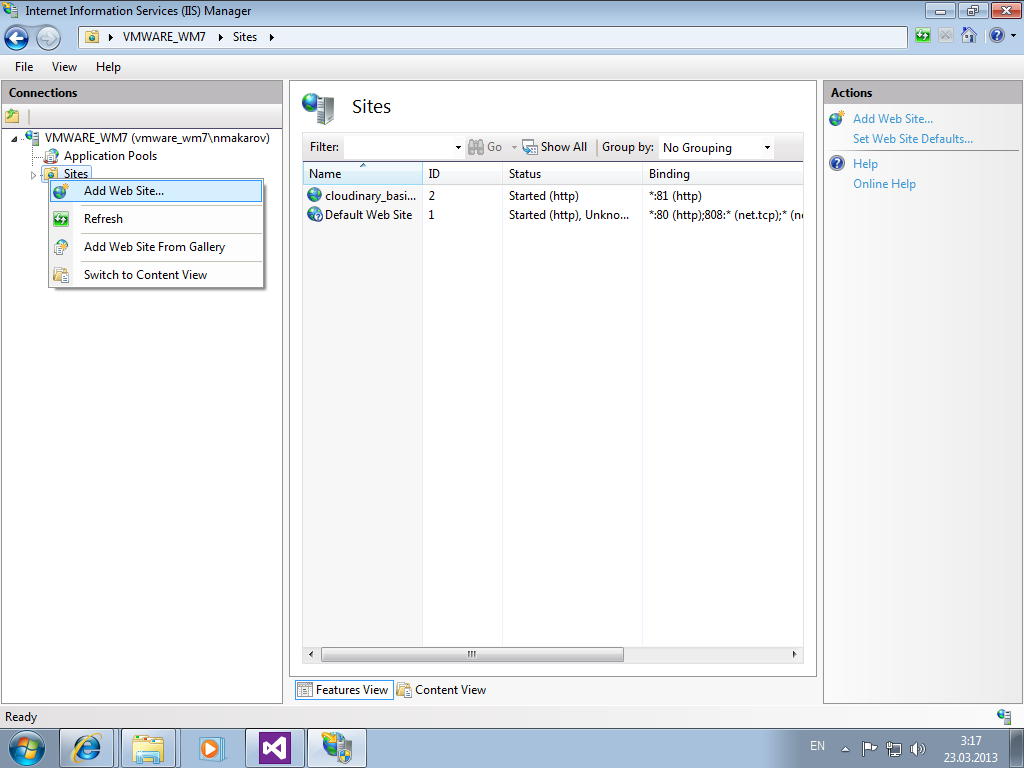 Internet Information Services (IIS) Manager
VMWARE_WM7 Sites
File View Help
Connections
VMWARE_WM7 (vmware_wm7\nmakarov)
Application Pools
Sites
Add Web Site...
Refresh
Add Web Site From Gallery
Switch to Content View
Sites
Filter: Go Show All Group by: No Grouping
Name ID Status Binding
cloudinary_basi... 2 Started (http) *:81 (http)
Default Web Site 1 Started (http), Unkno... *:80 (http);808:* (net.tcp);* (ne
Features View Content View
Actions
Add Web Site...
Set Web Site Defaults...
Help
Online Help
Ready
EN 3:17
23.03.2013